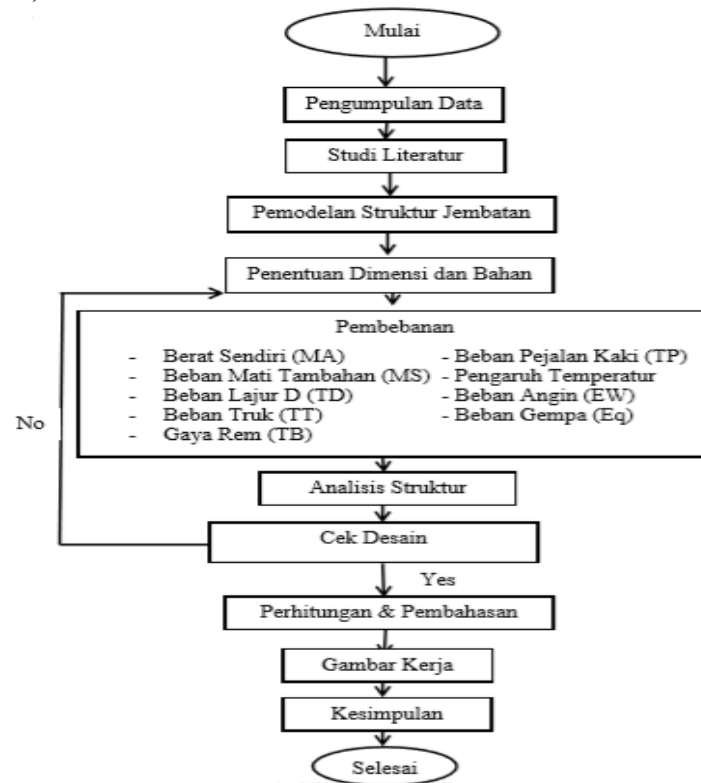 Mulai
Pengumpulan Data
Studi Literatur
Pemodelan Struktur Jembatan
Penentuan Dimensi dan Bahan
Pembebanan
- Berat Sendiri (MA)
- Beban Mati Tambahan (MS)
- Beban Lajur D (TD)
- Beban Truk (TT)
- Gaya Rem (TB)
- Beban Pejalan Kaki (TP)
- Pengaruh Temperatur
- Beban Angin (EW)
- Beban Gempa (Eq)
No
Analisis Struktur
Cek Desain
Yes
Perhitungan & Pembahasan
Gambar Kerja
Kesimpulan
Selesai